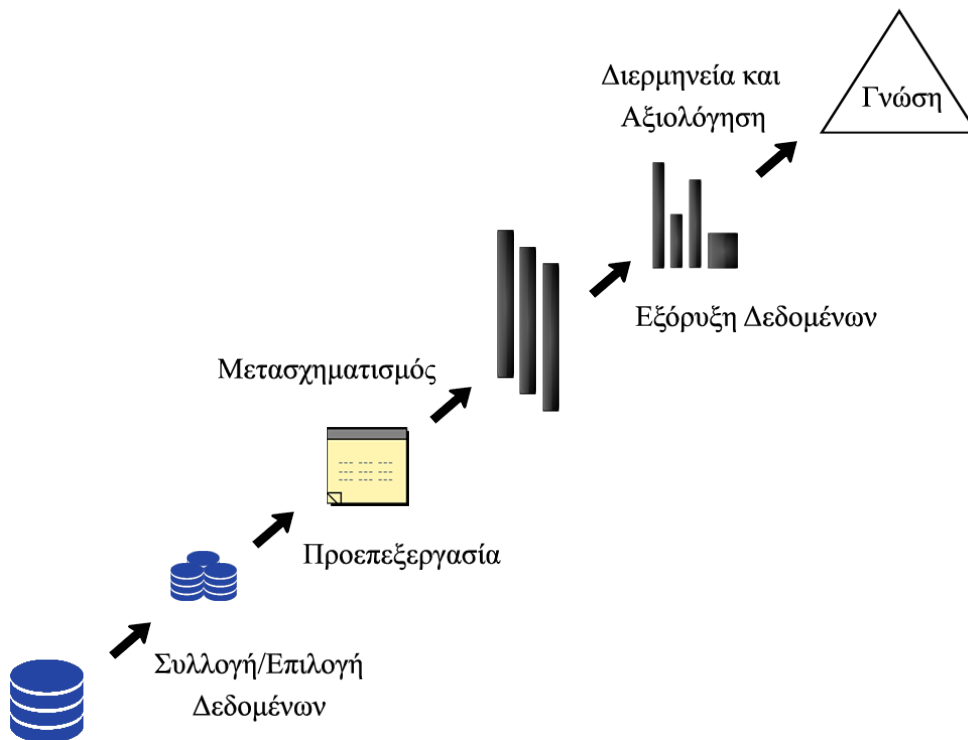 Διερμηνεία και
Αξιολόγηση
Γνώση
Εξόρυξη Δεδομένων
Μετασχηματισμός
Προεπεξεργασία
Συλλογή/Επιλογή
Δεδομένων